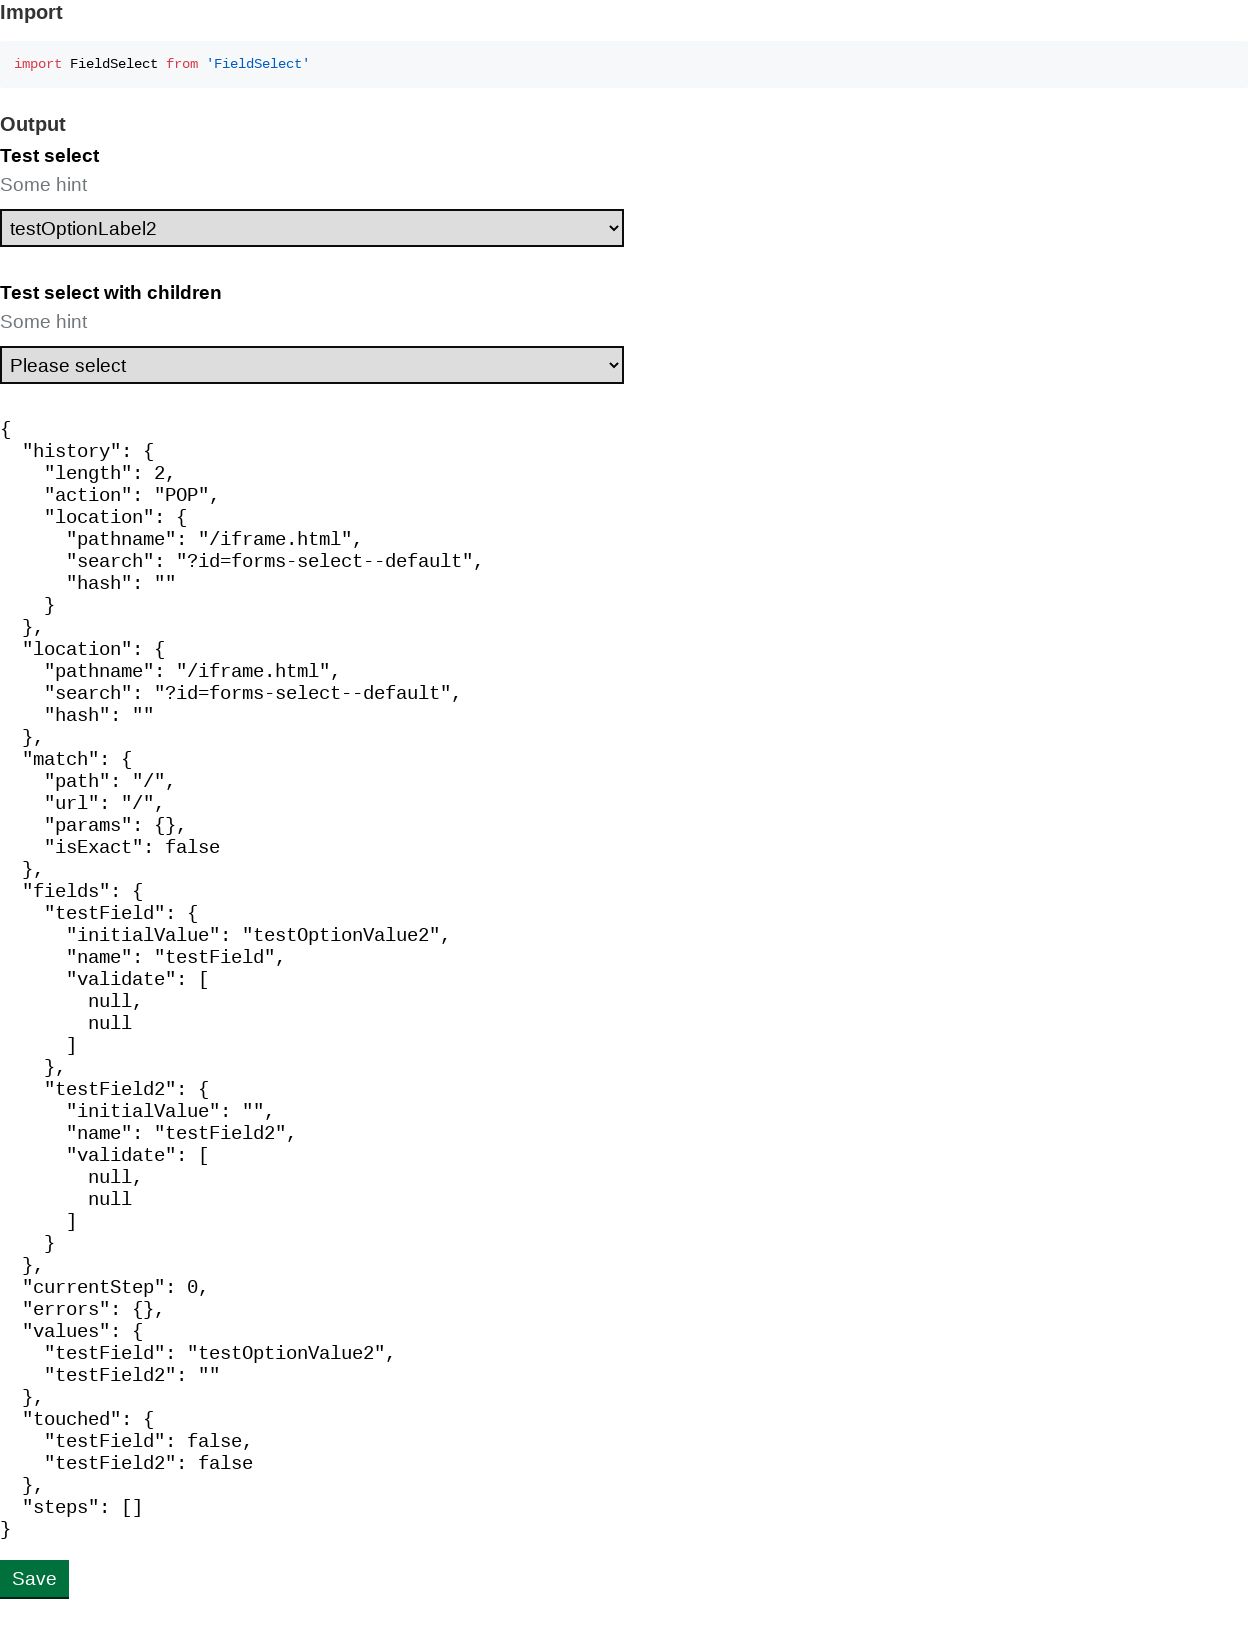 Import
import FieldSelect from 'FieldSelect'
Output
Test select
Some hint
testOptionLabel2
Test select with children
Some hint
Please select
{
  "history": {
    "length": 2,
    "action": "POP",
    "location": {
      "pathname": "/iframe.html",
      "search": "?id=forms-select--default",
      "hash": ""
    }
  },
  "location": {
    "pathname": "/iframe.html",
    "search": "?id=forms-select--default",
    "hash": ""
  },
  "match": {
    "path": "/",
    "url": "/",
    "params": {},
    "isExact": false
  },
  "fields": {
    "testField": {
      "initialValue": "testOptionValue2",
      "name": "testField",
      "validate": [
        null,
        null
      ]
    },
    "testField2": {
      "initialValue": "",
      "name": "testField2",
      "validate": [
        null,
        null
      ]
    }
  },
  "currentStep": 0,
  "errors": {},
  "values": {
    "testField": "testOptionValue2",
    "testField2": ""
  },
  "touched": {
    "testField": false,
    "testField2": false
  },
  "steps": []
}
Save